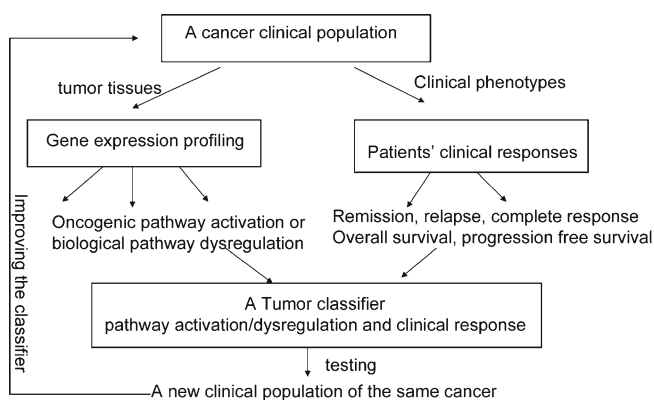 A cancer clinical population
tumor tissues
Clinical phenotypes
Gene expression profiling
Patients' clinical responses
Oncogenic pathway activation or
biological pathway dysregulation
Remission, relapse, complete response
Overall survival, progression free survival
Improving the classifier
A Tumor classifier
pathway activation/dysregulation and clinical response
testing
A new clinical population of the same cancer